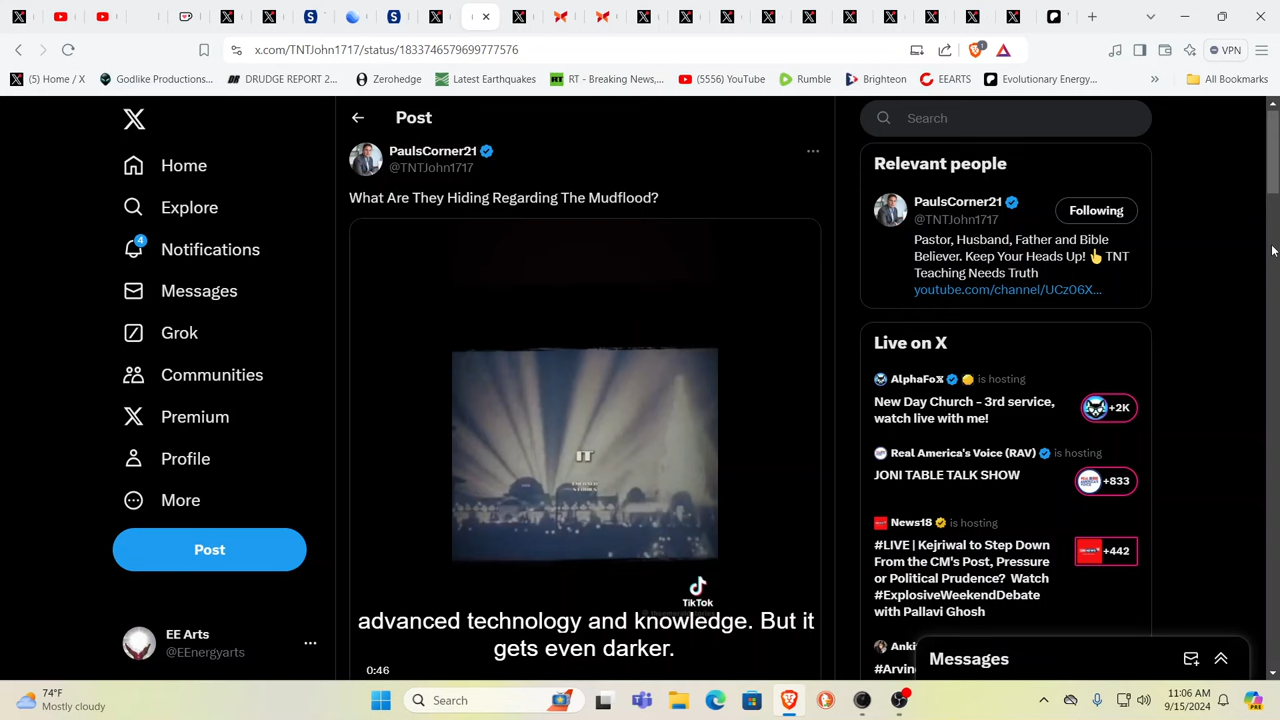 x.com/TNTJohn1717/status/1833746579699777576
1
VPN
(5) Home / X
Godlike Productions...
DRUDGE REPORT 2...
Zerohedge
Latest Earthquakes
RT - Breaking News,...
(5555) YouTube
Rumble
Brighteon
EEARTS
Evolutionary Energy...
»
All Bookmarks
Home
Explore
4
Notifications
Messages
Grok
Communities
Premium
Profile
More
Post
EE Arts
@EEnergyarts
Post
PaulsCorner21
@TNTJohn1717
What Are They Hiding Regarding The Mudflood?
IT
TikTok
advanced technology and knowledge. But it
gets even darker.
0:46
Search
Relevant people
PaulsCorner21
@TNTJohn1717
Following
Pastor, Husband, Father and Bible
Believer. Keep Your Heads Up! 👆 TNT
Teaching Needs Truth
youtube.com/channel/UCz06X...
Live on X
AlphaFoX is hosting
New Day Church - 3rd service,
watch live with me!
+2K
Real America's Voice (RAV) is hosting
JONI TABLE TALK SHOW
+833
News18 is hosting
#LIVE | Kejriwal to Step Down
From the CM's Post, Pressure
or Political Prudence? Watch
#ExplosiveWeekendDebate
with Pallavi Ghosh
+442
Anki
#Arvin
Messages
74°F
Mostly cloudy
Search
11:06 AM
9/15/2024
PRE